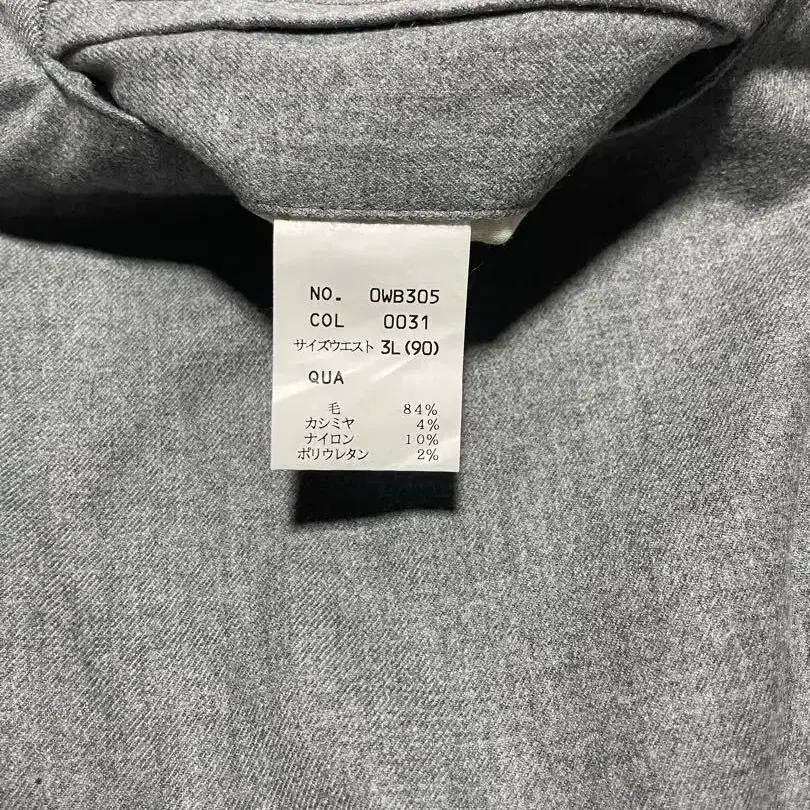 NO. OWB305
COL 0031
サイズウエスト 3L(90)
QUA
毛 84%
カシミヤ 4%
ナイロン 10%
ポリウレタン 2%